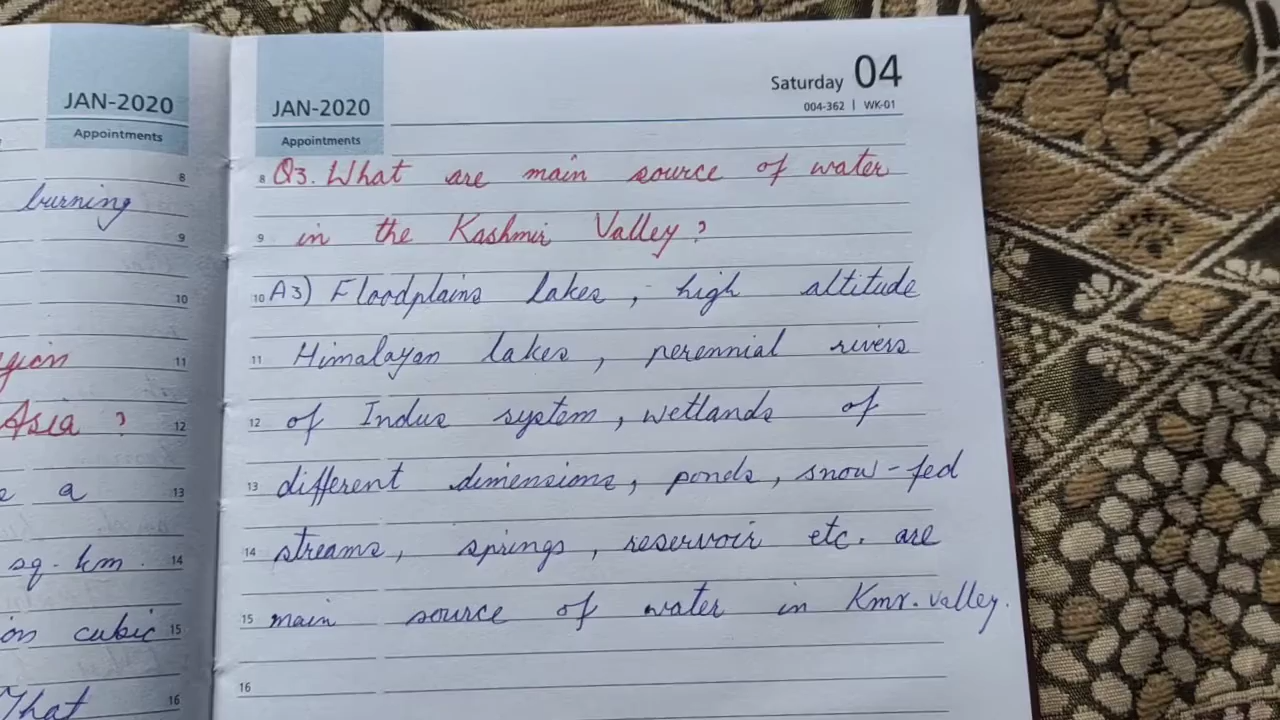 JAN-2020
Appointments
8
burning
9
10
gion
11
Asia ?
12
a
13
sq. km.
14
cubic
15
That
16
JAN-2020
Appointments
Saturday 04
004-362 | WK-01
8 Q3. What are main source of water
9 in the Kashmir Valley?
10 A3) Floodplains lakes, high altitude
11 Himalayan lakes, perennial rivers
12 of Indus system, wetlands of
13 different dimensions, ponds, snow-fed
14 streams, springs, reservoir etc. are
15 main source of water in Kmr. valley.
16